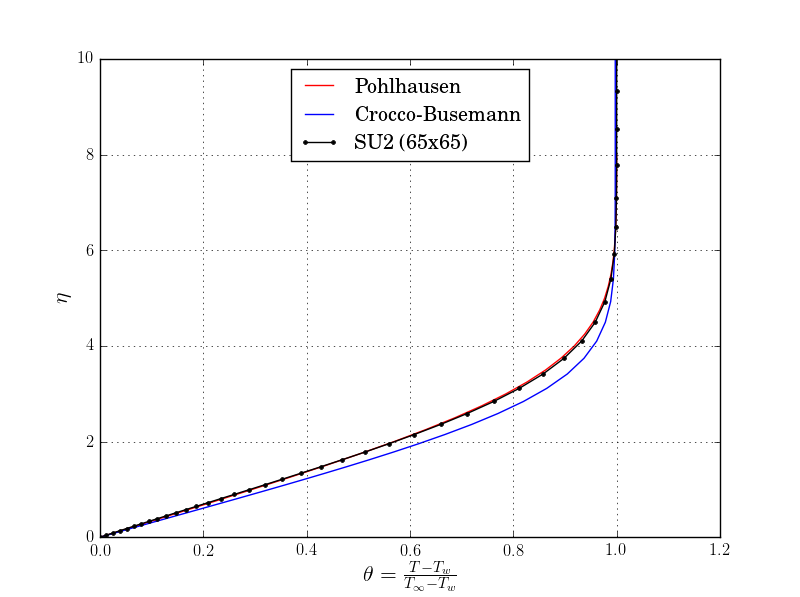 10
8
6
4
2
0
η
Pohlhausen
Crocco-Busemann
SU2 (65x65)
0.0 0.2 0.4 0.6 0.8 1.0 1.2
θ = \frac{T−T_w}{T_∞−T_w}